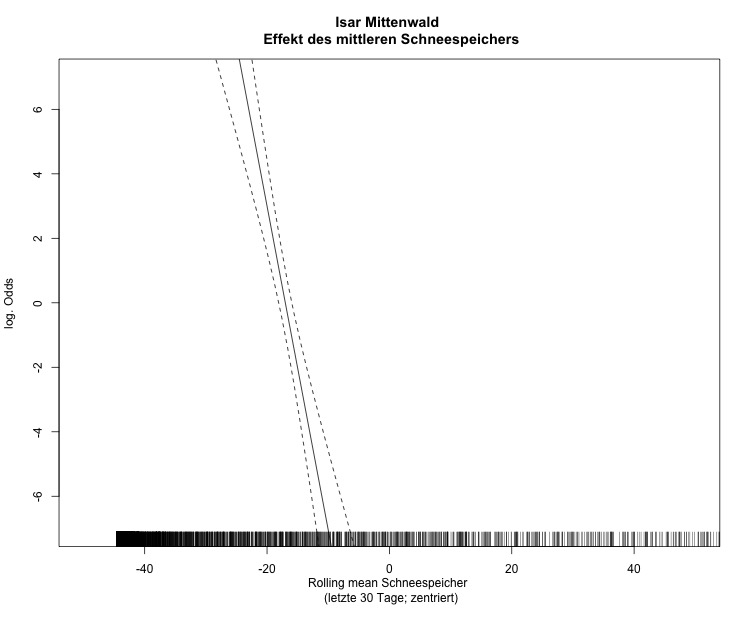 Isar Mittenwald
Effekt des mittleren Schneespeichers
log. Odds
6
4
2
0
-2
-4
-6
-40 -20 0 20 40
Rolling mean Schneespeicher
(letzte 30 Tage; zentriert)